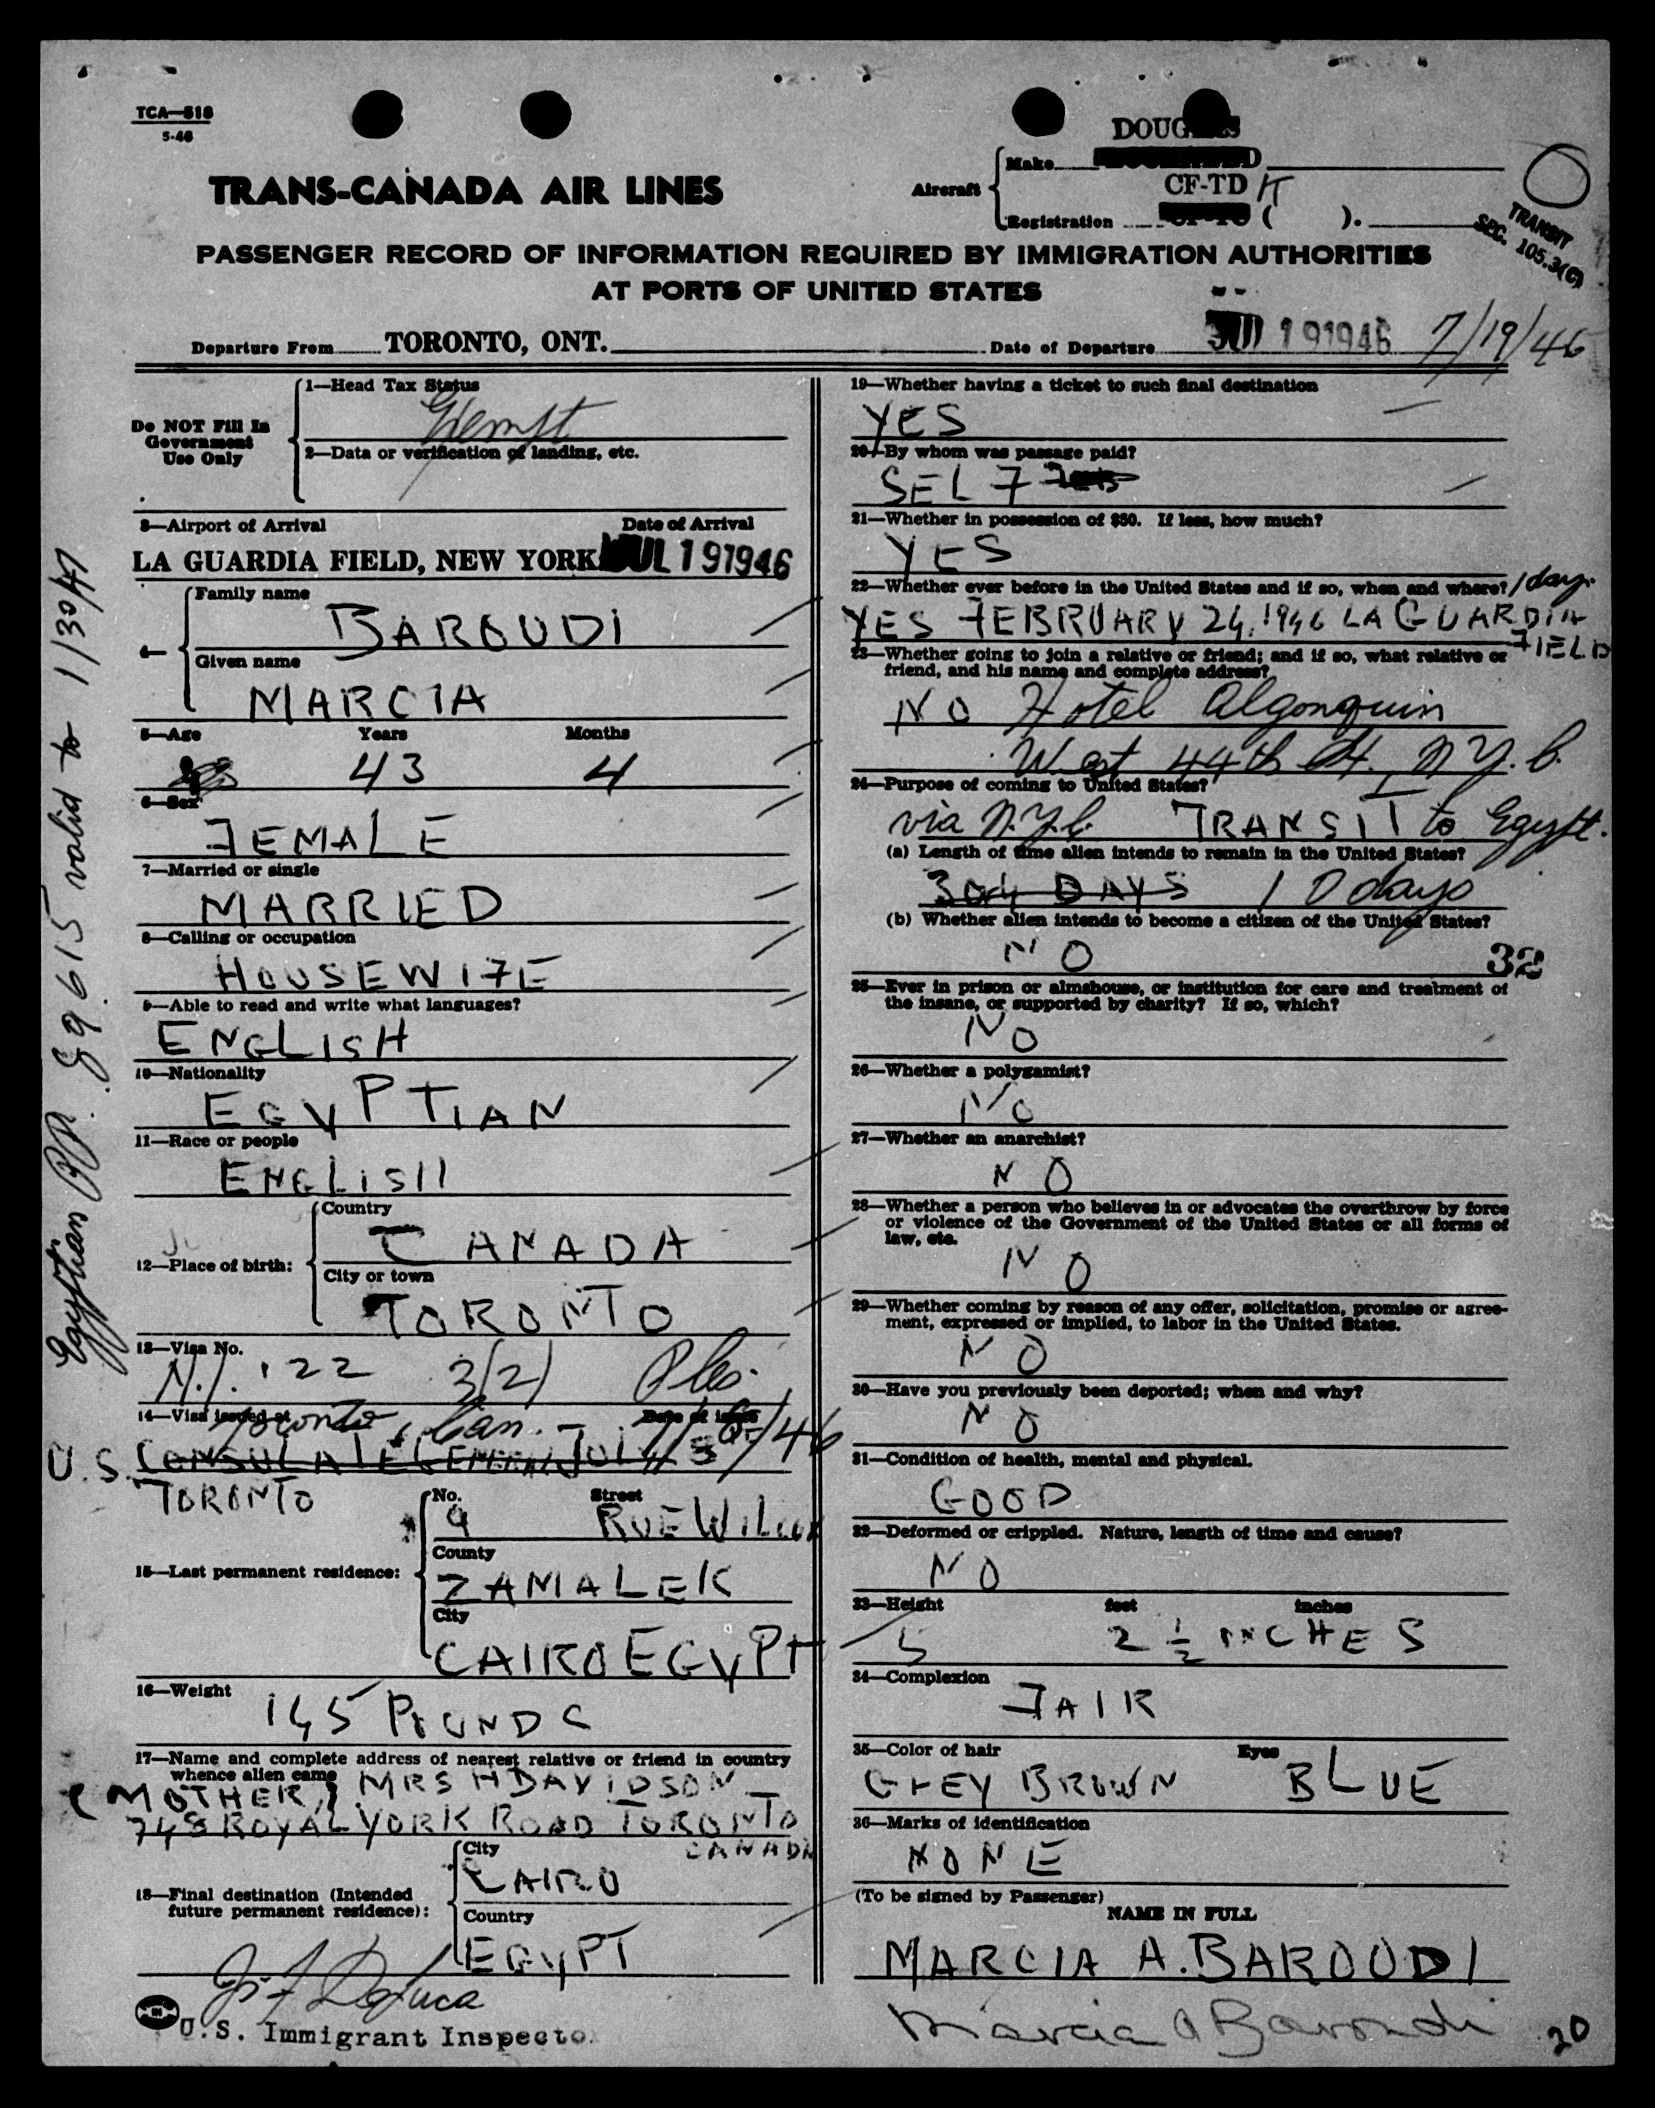 TCA—518
5-46
TRANS-CANADA AIR LINES
DOUG
Aircraft
Make
CF-TD K
Registration ( ).
TRANSIT
SEC. 105.3(C)
PASSENGER RECORD OF INFORMATION REQUIRED BY IMMIGRATION AUTHORITIES
AT PORTS OF UNITED STATES
Departure From TORONTO, ONT. Date of Departure 19 1946 7/19/46
Do NOT Fill In
Government
Use Only
1—Head Tax Status
Exempt
2—Data or verification of landing, etc.
3—Airport of Arrival Date of Arrival
LA GUARDIA FIELD, NEW YORK JUL 19 1946
4—
Family name
BAROUDI
Given name
MARCIA
5—Age Years Months
43 4
6—Sex
FEMALE
7—Married or single
MARRIED
8—Calling or occupation
HOUSEWIFE
9—Able to read and write what languages?
ENGLISH
10—Nationality
EGYPTIAN
11—Race or people
ENGLISH
12—Place of birth:
Country
CANADA
City or town
TORONTO
13—Visa No.
3(2)
14—Visa issued at Date of issue
Toronto, Can. 7/5/46
U.S. CONSULATE GENERAL JULY 5
TORONTO
15—Last permanent residence:
No. Street
9 RUE WILCOX
County
ZAMALEK
City
CAIRO EGYPT
16—Weight
145 POUNDS
17—Name and complete address of nearest relative or friend in country
whence alien came
(MOTHER) MRS H DAVIDSON
748 ROYAL YORK ROAD TORONTO
CANADA
18—Final destination (Intended
future permanent residence):
City
CAIRO
Country
EGYPT
U.S. Immigrant Inspector
Egyptian PP. 89615 valid to 1/30/47
19—Whether having a ticket to such final destination
YES
20—By whom was passage paid?
SELF
21—Whether in possession of $50. If less, how much?
YES
22—Whether ever before in the United States and if so, when and where? 1 day.
YES FEBRUARY 24, 1946 LA GUARDIA
FIELD
23—Whether going to join a relative or friend; and if so, what relative or
friend, and his name and complete address?
NO Hotel Algonquin
West 44th St., N.Y.C.
24—Purpose of coming to United States?
via N.Y.C. TRANSIT to Egypt.
(a) Length of time alien intends to remain in the United States?
3 or 4 DAYS 10 days
(b) Whether alien intends to become a citizen of the United States?
NO
32
25—Ever in prison or almshouse, or institution for care and treatment of
the insane, or supported by charity? If so, which?
NO
26—Whether a polygamist?
NO
27—Whether an anarchist?
NO
28—Whether a person who believes in or advocates the overthrow by force
or violence of the Government of the United States or all forms of
law, etc.
NO
29—Whether coming by reason of any offer, solicitation, promise or agree-
ment, expressed or implied, to labor in the United States.
NO
30—Have you previously been deported; when and why?
NO
31—Condition of health, mental and physical.
GOOD
32—Deformed or crippled. Nature, length of time and cause?
NO
33—Height feet inches
5 2 1/2 INCHES
34—Complexion
FAIR
35—Color of hair Eyes
GREY BROWN BLUE
36—Marks of identification
NONE
(To be signed by Passenger)
NAME IN FULL
MARCIA A. BAROUDI
Marcia A Baroudi
20